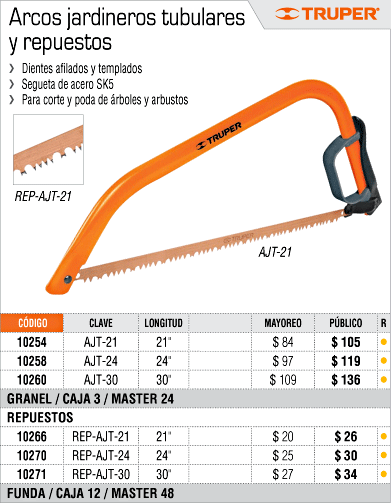 Arcos jardineros tubulares
y repuestos
TRUPER®
Dientes afilados y templados
Segueta de acero SK5
Para corte y poda de árboles y arbustos
REP-AJT-21
TRUPER
TRUPER
AJT-21
CÓDIGO CLAVE LONGITUD MAYOREO PÚBLICO R
10254 AJT-21 21" $ 84 $ 105
10258 AJT-24 24" $ 97 $ 119
10260 AJT-30 30" $ 109 $ 136
GRANEL / CAJA 3 / MASTER 24
REPUESTOS
10266 REP-AJT-21 21" $ 20 $ 26
10270 REP-AJT-24 24" $ 25 $ 30
10271 REP-AJT-30 30" $ 27 $ 34
FUNDA / CAJA 12 / MASTER 48